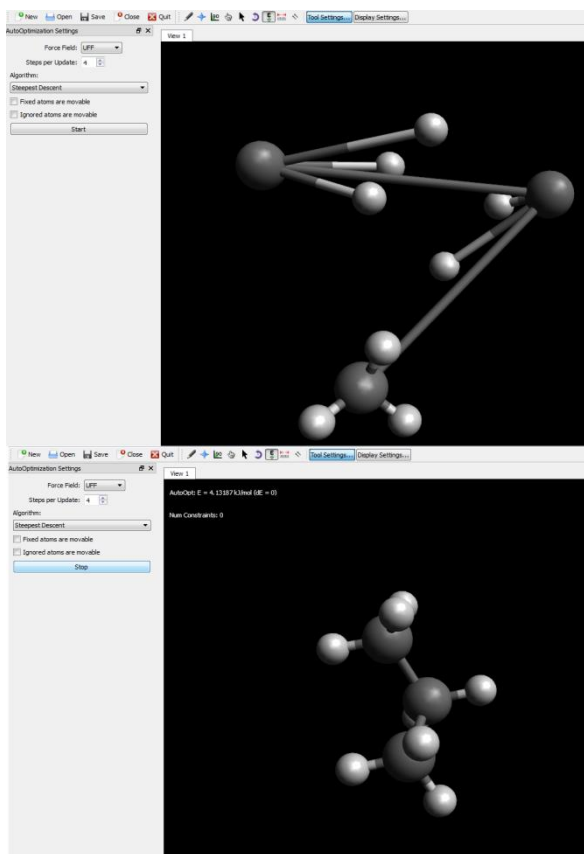 New Open Save Close Quit Tool Settings... Display Settings...
AutoOptimization Settings
View 1
Force Field: UFF
Steps per Update: 4
Algorithm:
Steepest Descent
Fixed atoms are movable
Ignored atoms are movable
Start
New Open Save Close Quit Tool Settings... Display Settings...
AutoOptimization Settings
View 1
Force Field: UFF
Steps per Update: 4
Algorithm:
Steepest Descent
Fixed atoms are movable
Ignored atoms are movable
Stop
AutoOpt: E = 4.13187 kJ/mol (dE = 0)
Num Constraints: 0